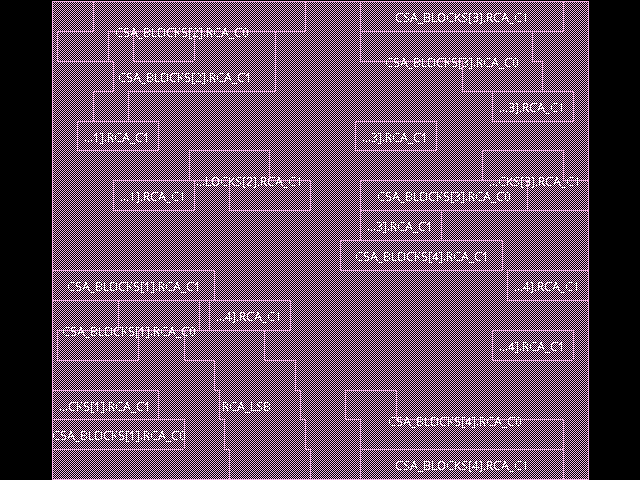 CSA_BLOCKS[3].RCA_C1
CSA_BLOCKS[2].RCA_C0
CSA_BLOCKS[3].RCA_C0
CSA_BLOCKS[2].RCA_C1
...3].RCA_C1
...1].RCA_C1
...2].RCA_C1
...LOCKS[2].RCA_C1
...CKS[3].RCA_C1
...1].RCA_C1
CSA_BLOCKS[3].RCA_C0
...3].RCA_C1
CSA_BLOCKS[4].RCA_C1
CSA_BLOCKS[1].RCA_C1
...4].RCA_C1
...4].RCA_C1
CSA_BLOCKS[1].RCA_C0
...4].RCA_C1
...CKS[1].RCA_C1
RCA_LSB
CSA_BLOCKS[4].RCA_C0
CSA_BLOCKS[1].RCA_C1
CSA_BLOCKS[4].RCA_C1